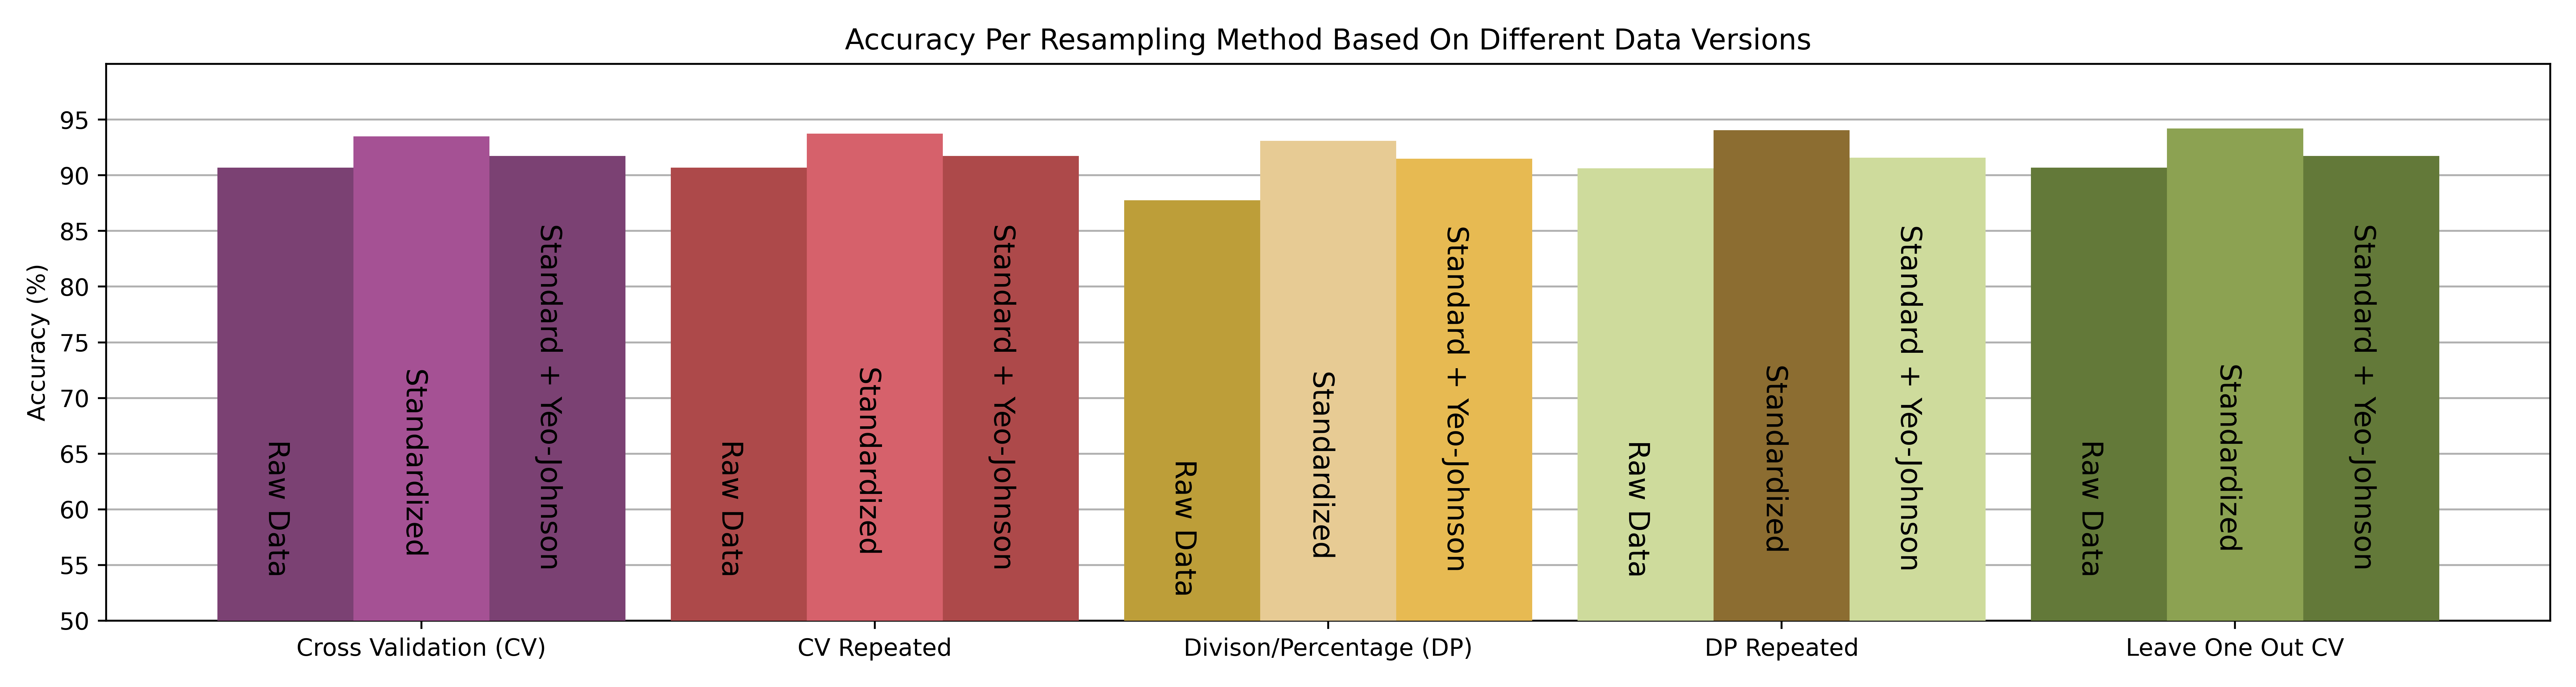 Accuracy Per Resampling Method Based On Different Data Versions
Accuracy (%)
95
90
85
80
75
70
65
60
55
50
Raw Data
Standardized
Standard + Yeo-Johnson
Raw Data
Standardized
Standard + Yeo-Johnson
Raw Data
Standardized
Standard + Yeo-Johnson
Raw Data
Standardized
Standard + Yeo-Johnson
Raw Data
Standardized
Standard + Yeo-Johnson
Cross Validation (CV)
CV Repeated
Divison/Percentage (DP)
DP Repeated
Leave One Out CV